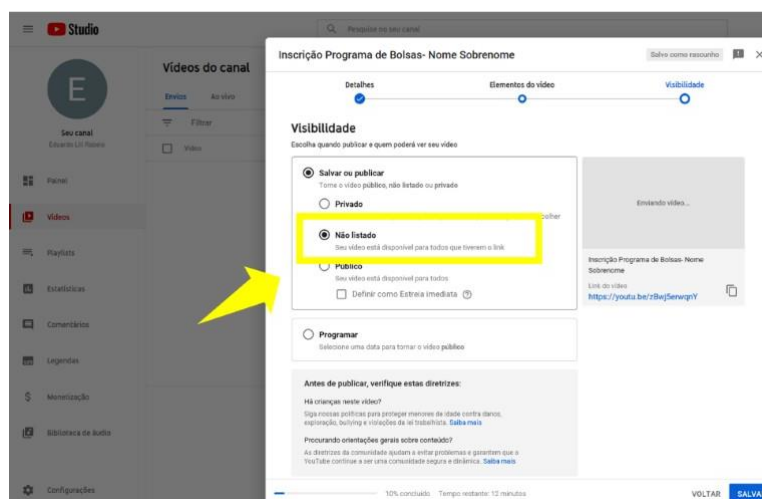 Studio
Pesquise no seu canal
Inscrição Programa de Bolsas- Nome Sobrenome
Salvo como rascunho
Vídeos do canal
Envios Ao vivo
Filtrar
Vídeo
E
Seu canal
Painel
Vídeos
Playlists
Estatísticas
Comentários
Legendas
Monetização
Biblioteca de áudio
Configurações
Detalhes
Elementos do vídeo
Visibilidade
Visibilidade
Escolha quando publicar e quem poderá ver seu vídeo
Salvar ou publicar
Torne o vídeo público, não listado ou privado
Privado
colher
Não listado
Seu vídeo está disponível para todos que tiverem o link
Público
Seu vídeo está disponível para todos
Definir como Estreia imediata
Programar
Selecione uma data para tornar o vídeo público
Antes de publicar, verifique estas diretrizes:
Há crianças neste vídeo?
Siga nossas políticas para proteger menores de idade contra danos,
exploração, bullying e violações de lei trabalhista. Saiba mais
Procurando orientações gerais sobre conteúdo?
As diretrizes da comunidade ajudam a evitar problemas e garantem que o
YouTube continue a ser uma comunidade segura e dinâmica. Saiba mais
Enviando vídeo...
Inscrição Programa de Bolsas- Nome
Sobrenome
Link do vídeo
https://youtu.be/zBwj5erwqnY
10% concluído Tempo restante: 12 minutos
VOLTAR
SALVA